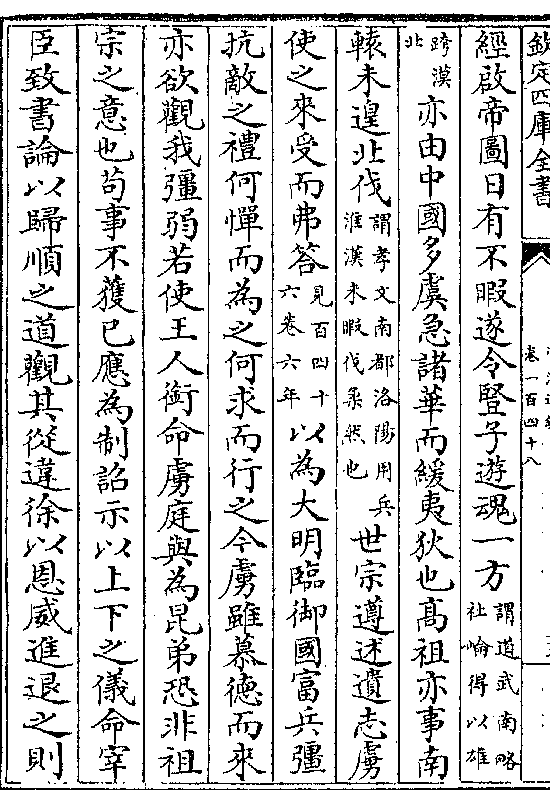 欽定四庫全書
卷一百四十八
經啟帝圖日有不暇遂令豎子遊魂一方謂道武南略社崘得以雄
跨漢北亦由中國多虞急諸華而緩夷狄也髙祖亦事南
轅未遑北伐謂孝文南都洛陽用兵淮漢未暇伐柔然也世宗遵述遺志虜
使之來受而弗答見百四十六卷六年以為大明臨御國富兵彊
抗敵之禮何憚而為之何求而行之今虜雖慕德而來
亦欲觀我彊弱若使王人銜命虜庭與為昆弟恐非祖
宗之意也苟事不獲已應為制詔示以上下之儀命宰
臣致書論以歸順之道觀其從違徐以恩威進退之則